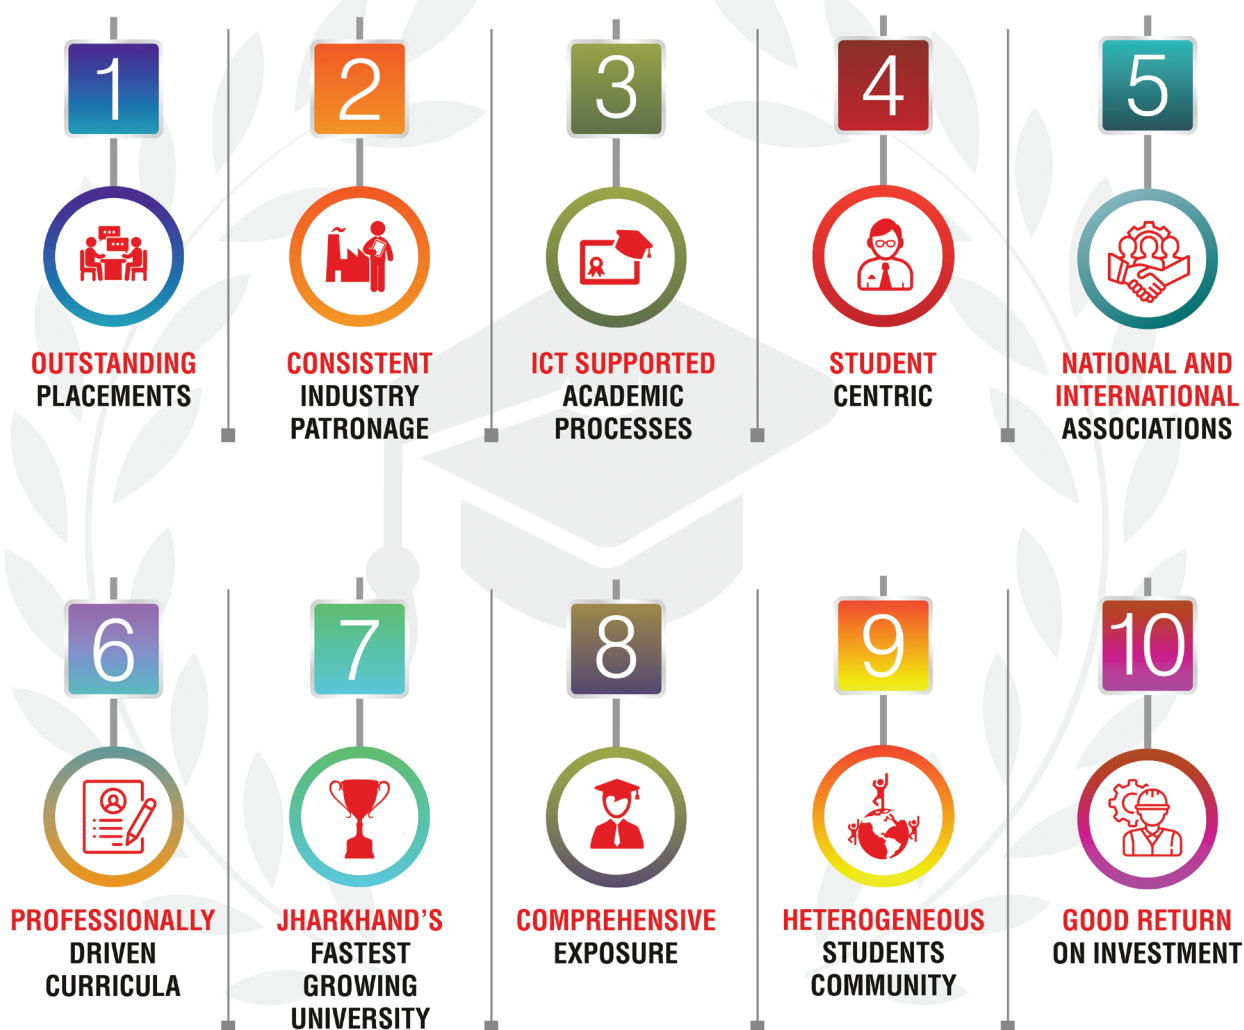 1
OUTSTANDING
PLACEMENTS
2
CONSISTENT
INDUSTRY
PATRONAGE
3
ICT SUPPORTED
ACADEMIC
PROCESSES
4
STUDENT
CENTRIC
5
NATIONAL AND
INTERNATIONAL
ASSOCIATIONS
6
PROFESSIONALLY
DRIVEN
CURRICULA
7
JHARKHAND’S
FASTEST
GROWING
UNIVERSITY
8
COMPREHENSIVE
EXPOSURE
9
HETEROGENEOUS
STUDENTS
COMMUNITY
10
GOOD RETURN
ON INVESTMENT